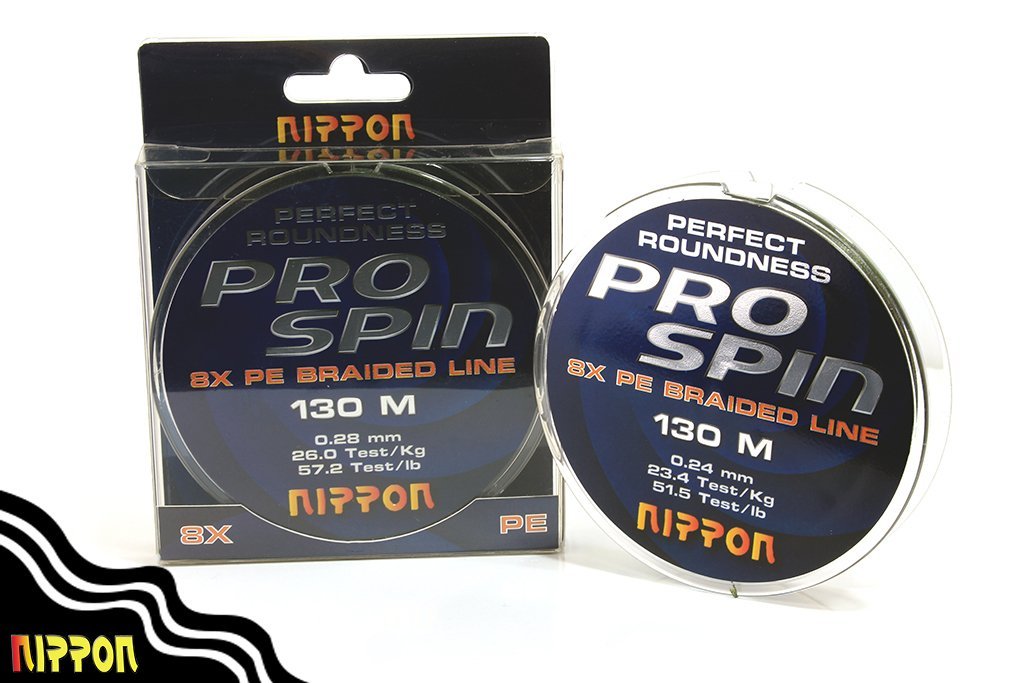 NIPPON
NIPPON
PERFECT
ROUNDNESS
PRO
SPIN
8X PE BRAIDED LINE
130 M
0.28 mm
26.0 Test/Kg
57.2 Test/lb
NIPPON
8X
PE
PERFECT
ROUNDNESS
PRO
SPIN
8X PE BRAIDED LINE
130 M
0.24 mm
23.4 Test/Kg
51.5 Test/lb
NIPPON
NIPPON